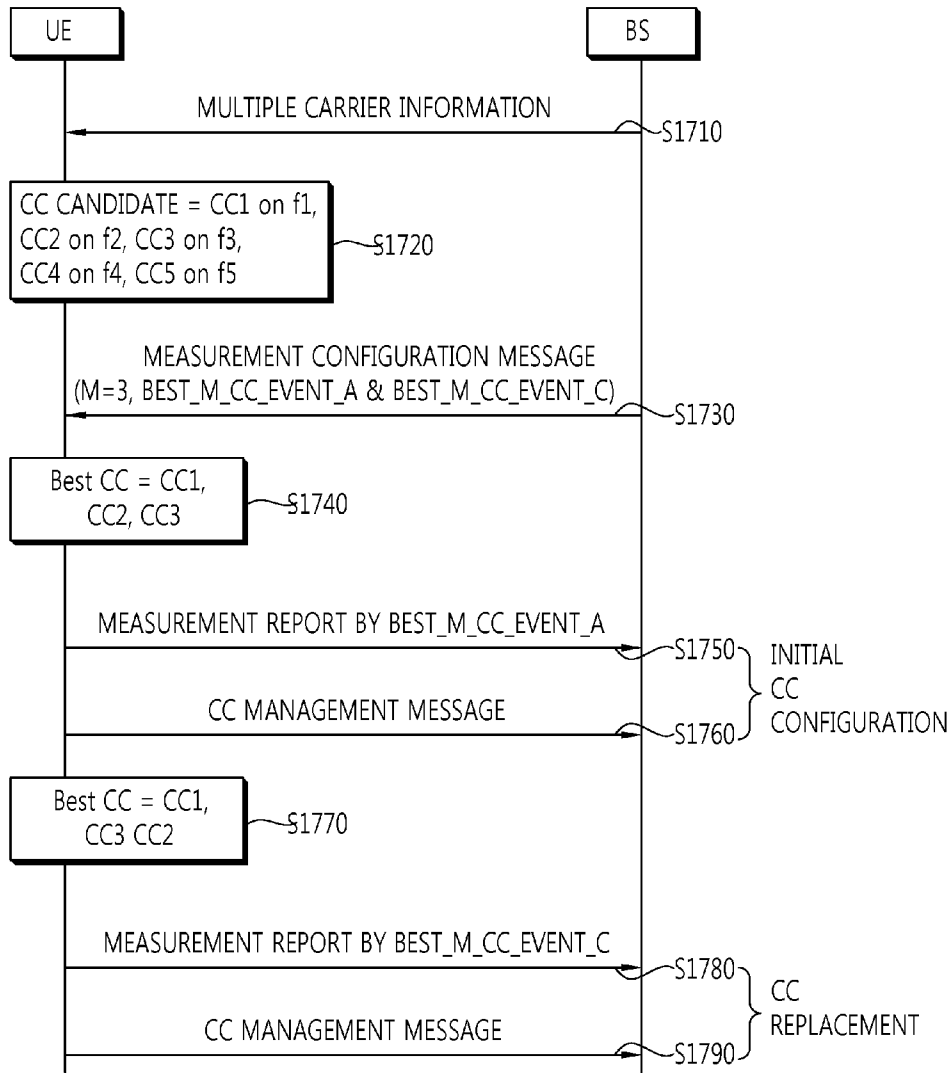 UE
BS
MULTIPLE CARRIER INFORMATION
S1710
CC CANDIDATE = CC1 on f1,
CC2 on f2, CC3 on f3,
CC4 on f4, CC5 on f5
S1720
MEASUREMENT CONFIGURATION MESSAGE
(M=3, BEST_M_CC_EVENT_A & BEST_M_CC_EVENT_C)
S1730
Best CC = CC1,
CC2, CC3
S1740
MEASUREMENT REPORT BY BEST_M_CC_EVENT_A
S1750
INITIAL
CC
CONFIGURATION
CC MANAGEMENT MESSAGE
S1760
Best CC = CC1,
CC3 CC2
S1770
MEASUREMENT REPORT BY BEST_M_CC_EVENT_C
S1780
CC
REPLACEMENT
CC MANAGEMENT MESSAGE
S1790